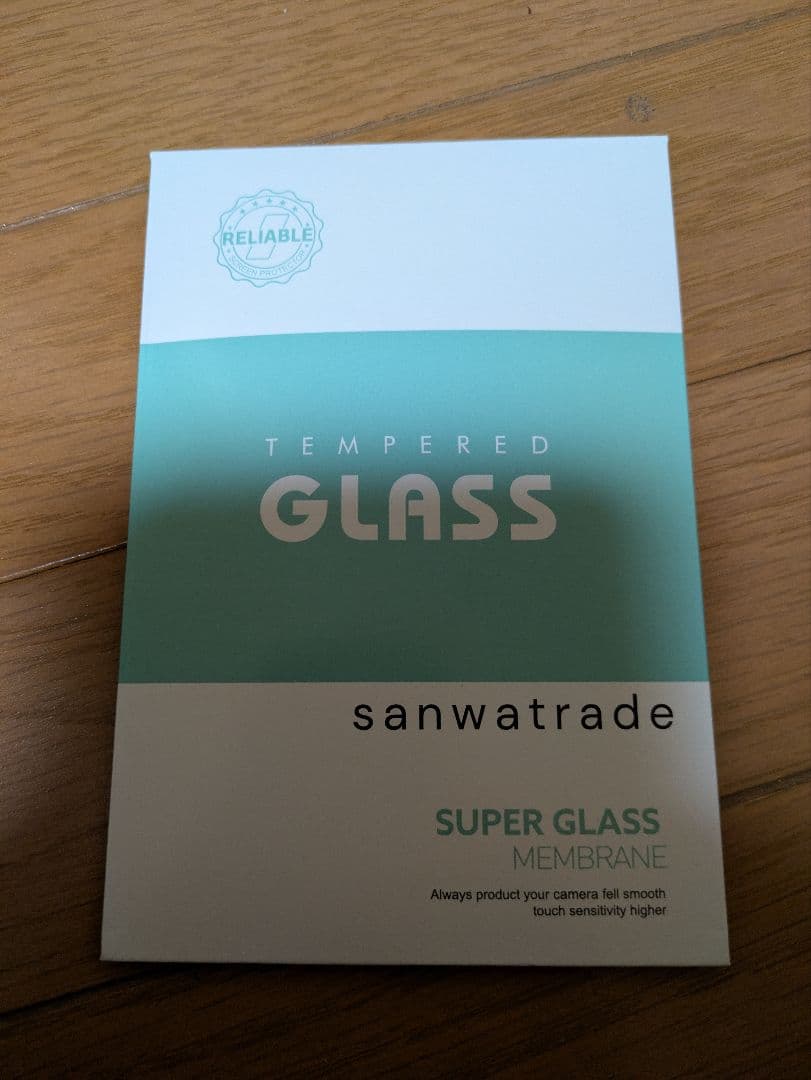 RELIABLE
SCREEN PROTECTOR
TEMPERED
GLASS
sanwatrade
SUPER GLASS
MEMBRANE
Always product your camera fell smooth
touch sensitivity higher